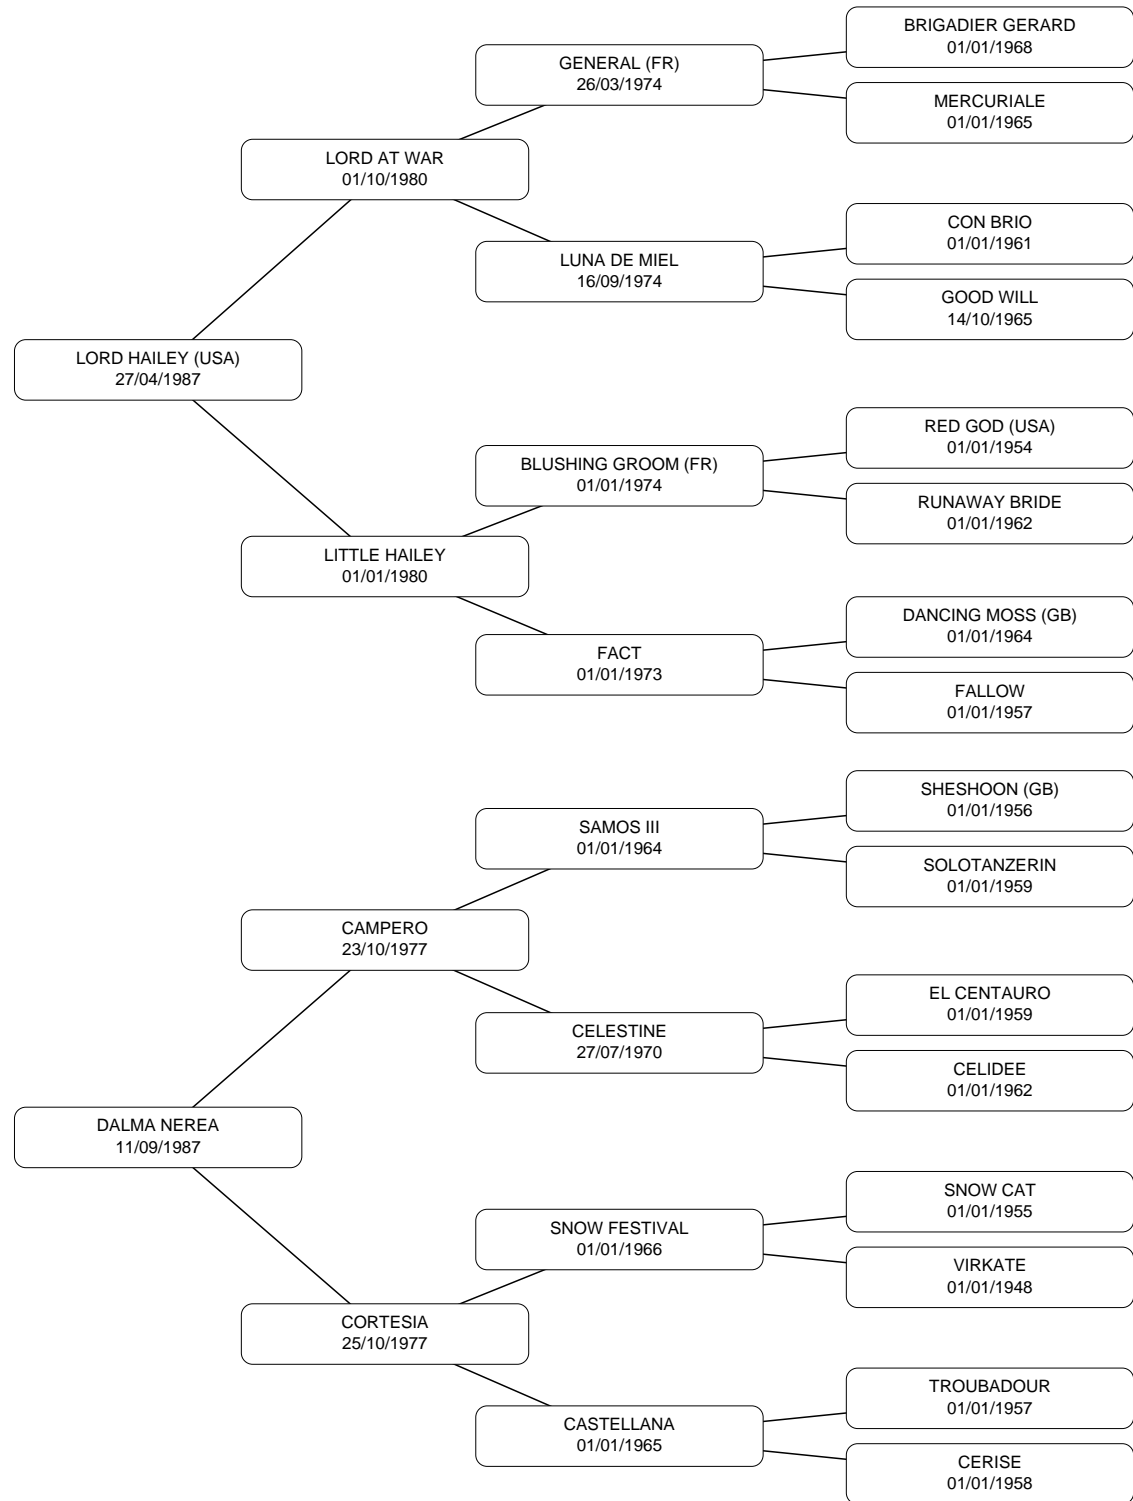 BRIGADIER GERARD
01/01/1968
GENERAL (FR)
26/03/1974
MERCURIALE
01/01/1965
LORD AT WAR
01/10/1980
CON BRIO
01/01/1961
LUNA DE MIEL
16/09/1974
GOOD WILL
14/10/1965
LORD HAILEY (USA)
27/04/1987
RED GOD (USA)
01/01/1954
BLUSHING GROOM (FR)
01/01/1974
RUNAWAY BRIDE
01/01/1962
LITTLE HAILEY
01/01/1980
DANCING MOSS (GB)
01/01/1964
FACT
01/01/1973
FALLOW
01/01/1957
SHESHOON (GB)
01/01/1956
SAMOS III
01/01/1964
SOLOTANZERIN
01/01/1959
CAMPERO
23/10/1977
EL CENTAURO
01/01/1959
CELESTINE
27/07/1970
CELIDEE
01/01/1962
DALMA NEREA
11/09/1987
SNOW CAT
01/01/1955
SNOW FESTIVAL
01/01/1966
VIRKATE
01/01/1948
CORTESIA
25/10/1977
TROUBADOUR
01/01/1957
CASTELLANA
01/01/1965
CERISE
01/01/1958